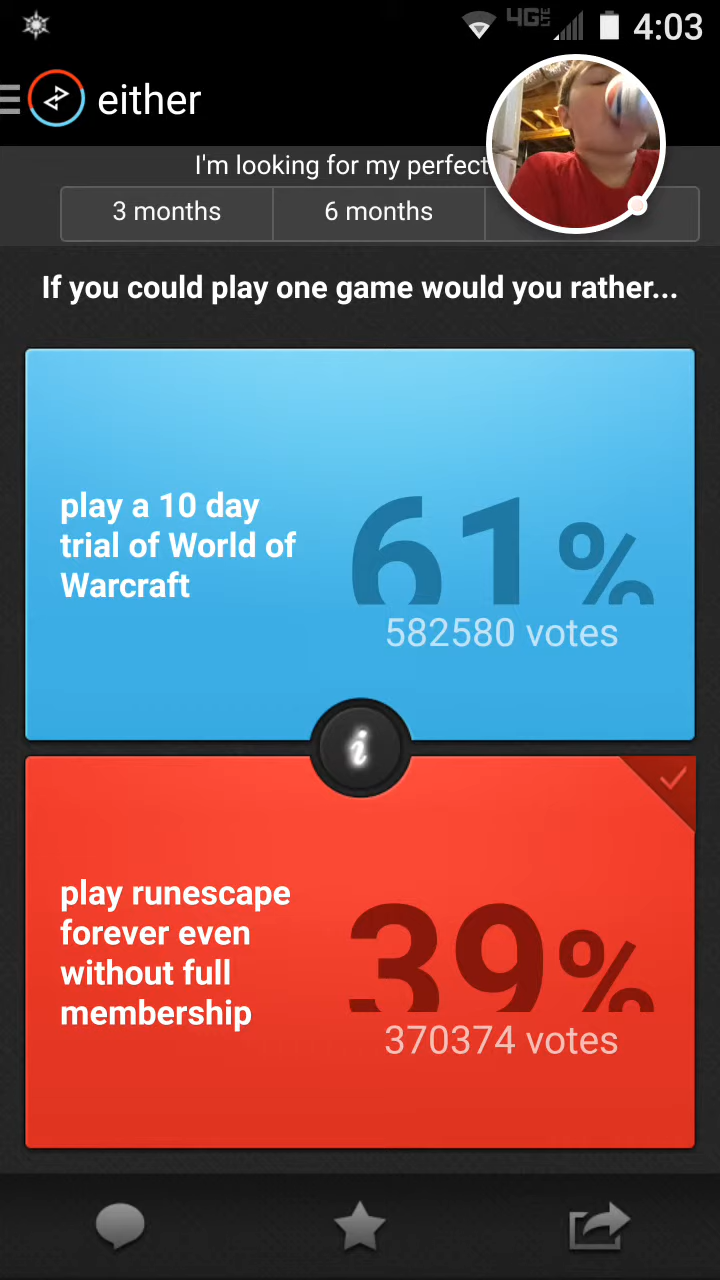 4G LTE 4:03
either
I'm looking for my perfect
3 months 6 months
If you could play one game would you rather...
play a 10 day
trial of World of
Warcraft
61%
582580 votes
i
play runescape
forever even
without full
membership
39%
370374 votes